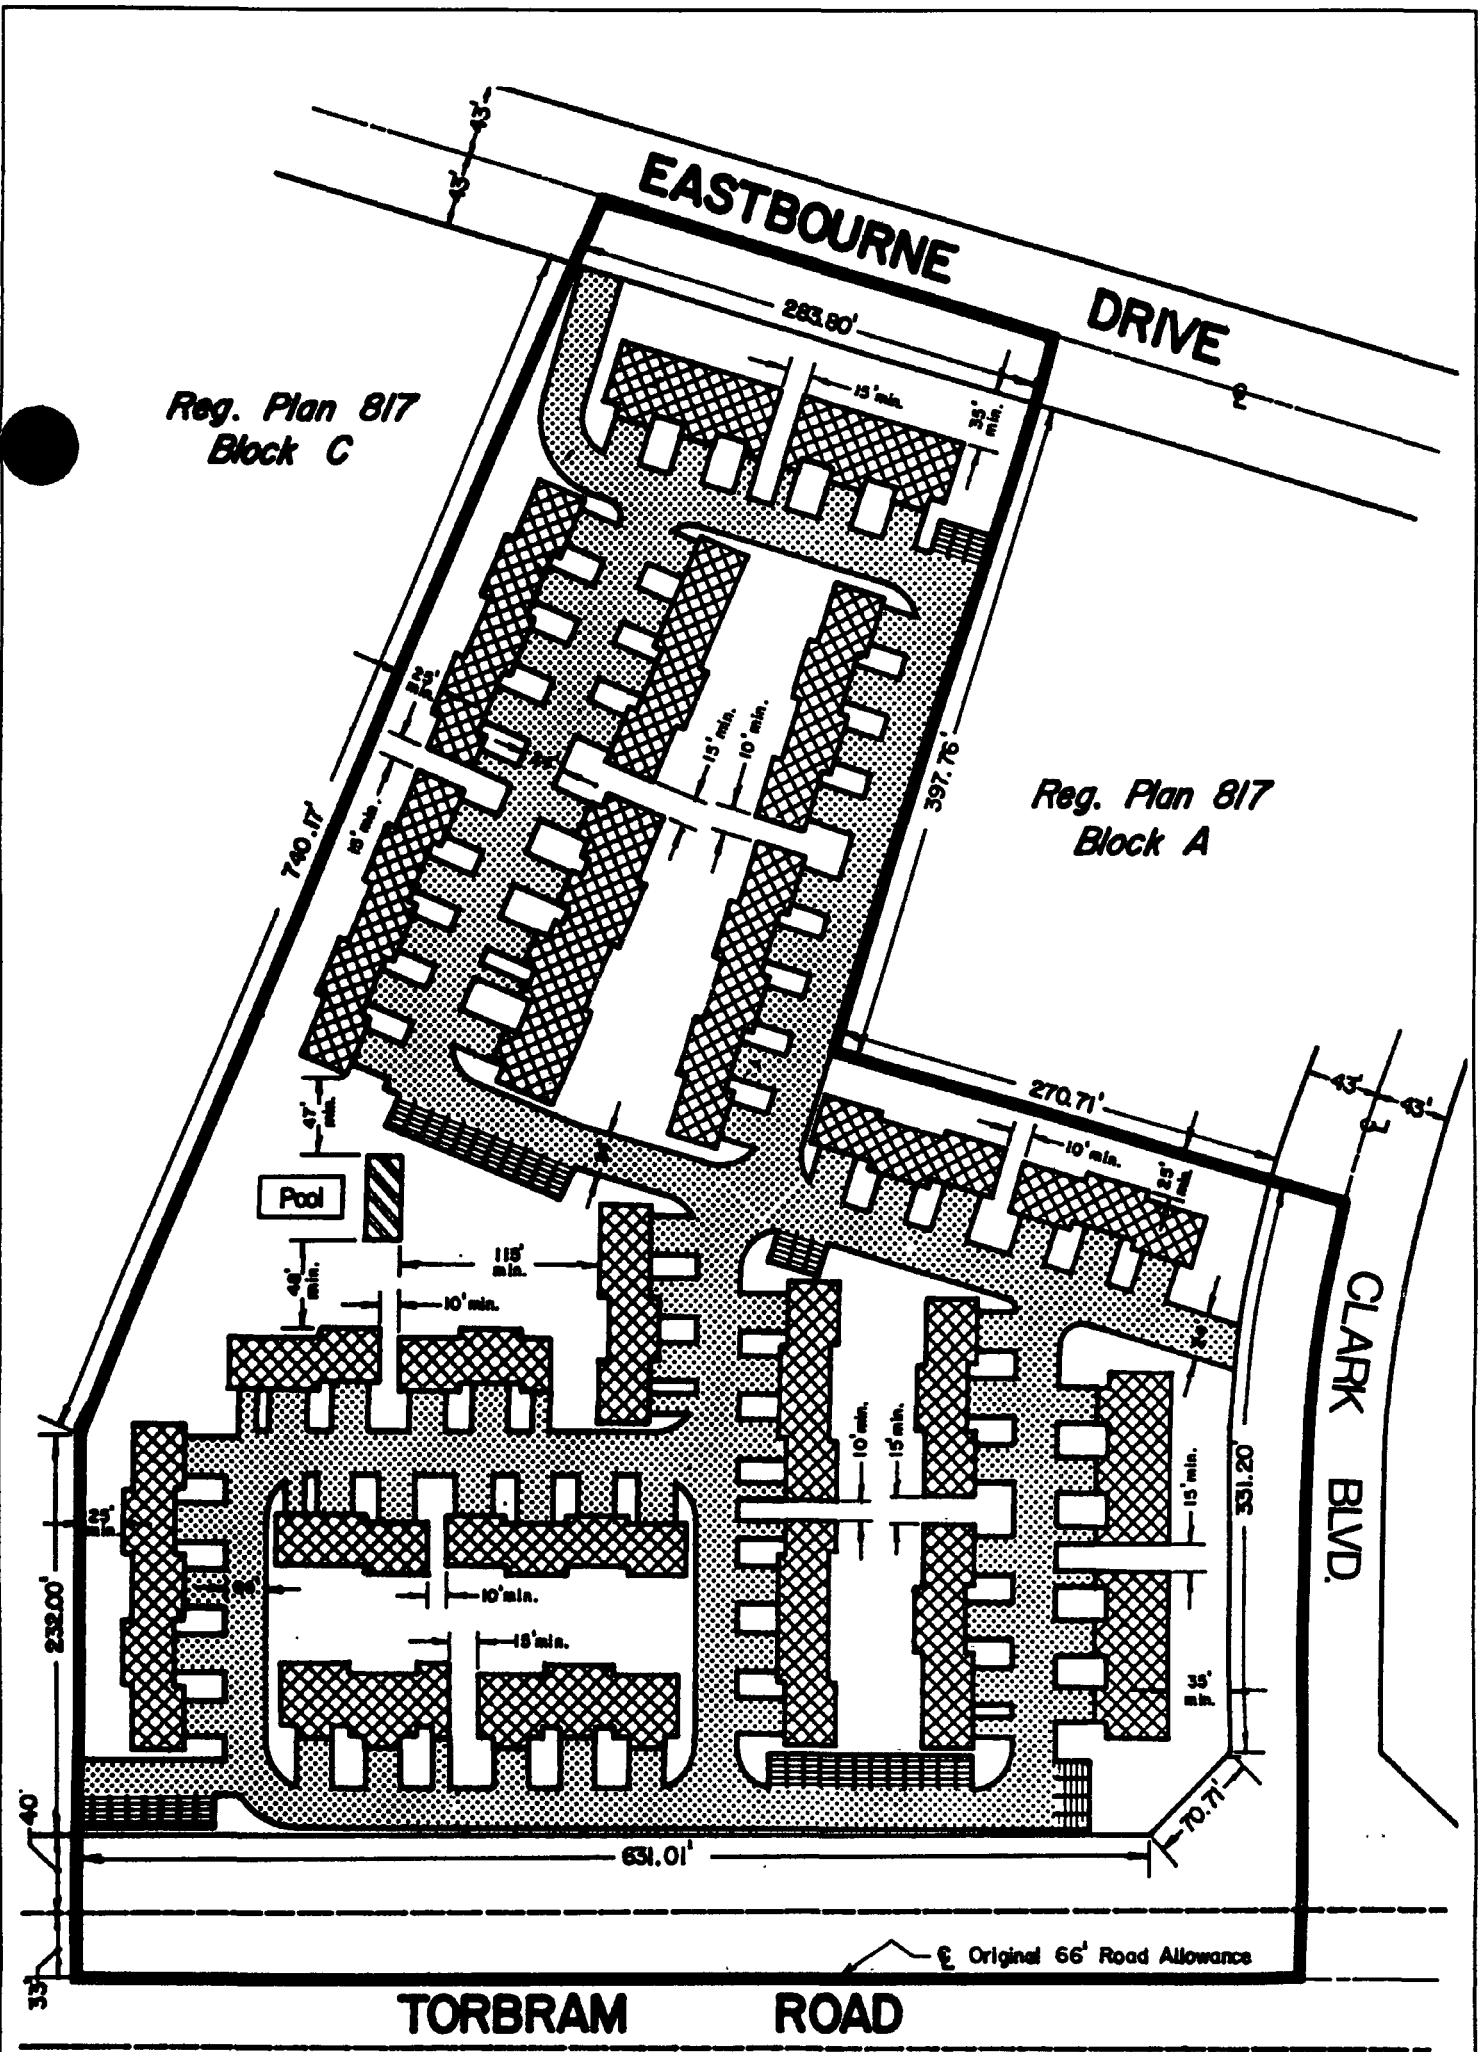 43'
43'
EASTBOURNE DRIVE
283.80'
℄
Reg. Plan 817
Block C
15' min.
35'
min.
25'
min.
15' min.
10' min.
397.76'
740.17'
15' min.
Reg. Plan 817
Block A
270.71'
43'
43'
10' min.
25'
min.
47'
min.
Pool
48'
min.
115'
min.
10' min.
CLARK BLVD.
10' min.
15' min.
15' min.
331.20'
25'
min.
232.00'
10' min.
15' min.
35'
min.
40'
70.71'
631.01'
33'
℄ Original 66' Road Allowance
TORBRAM ROAD